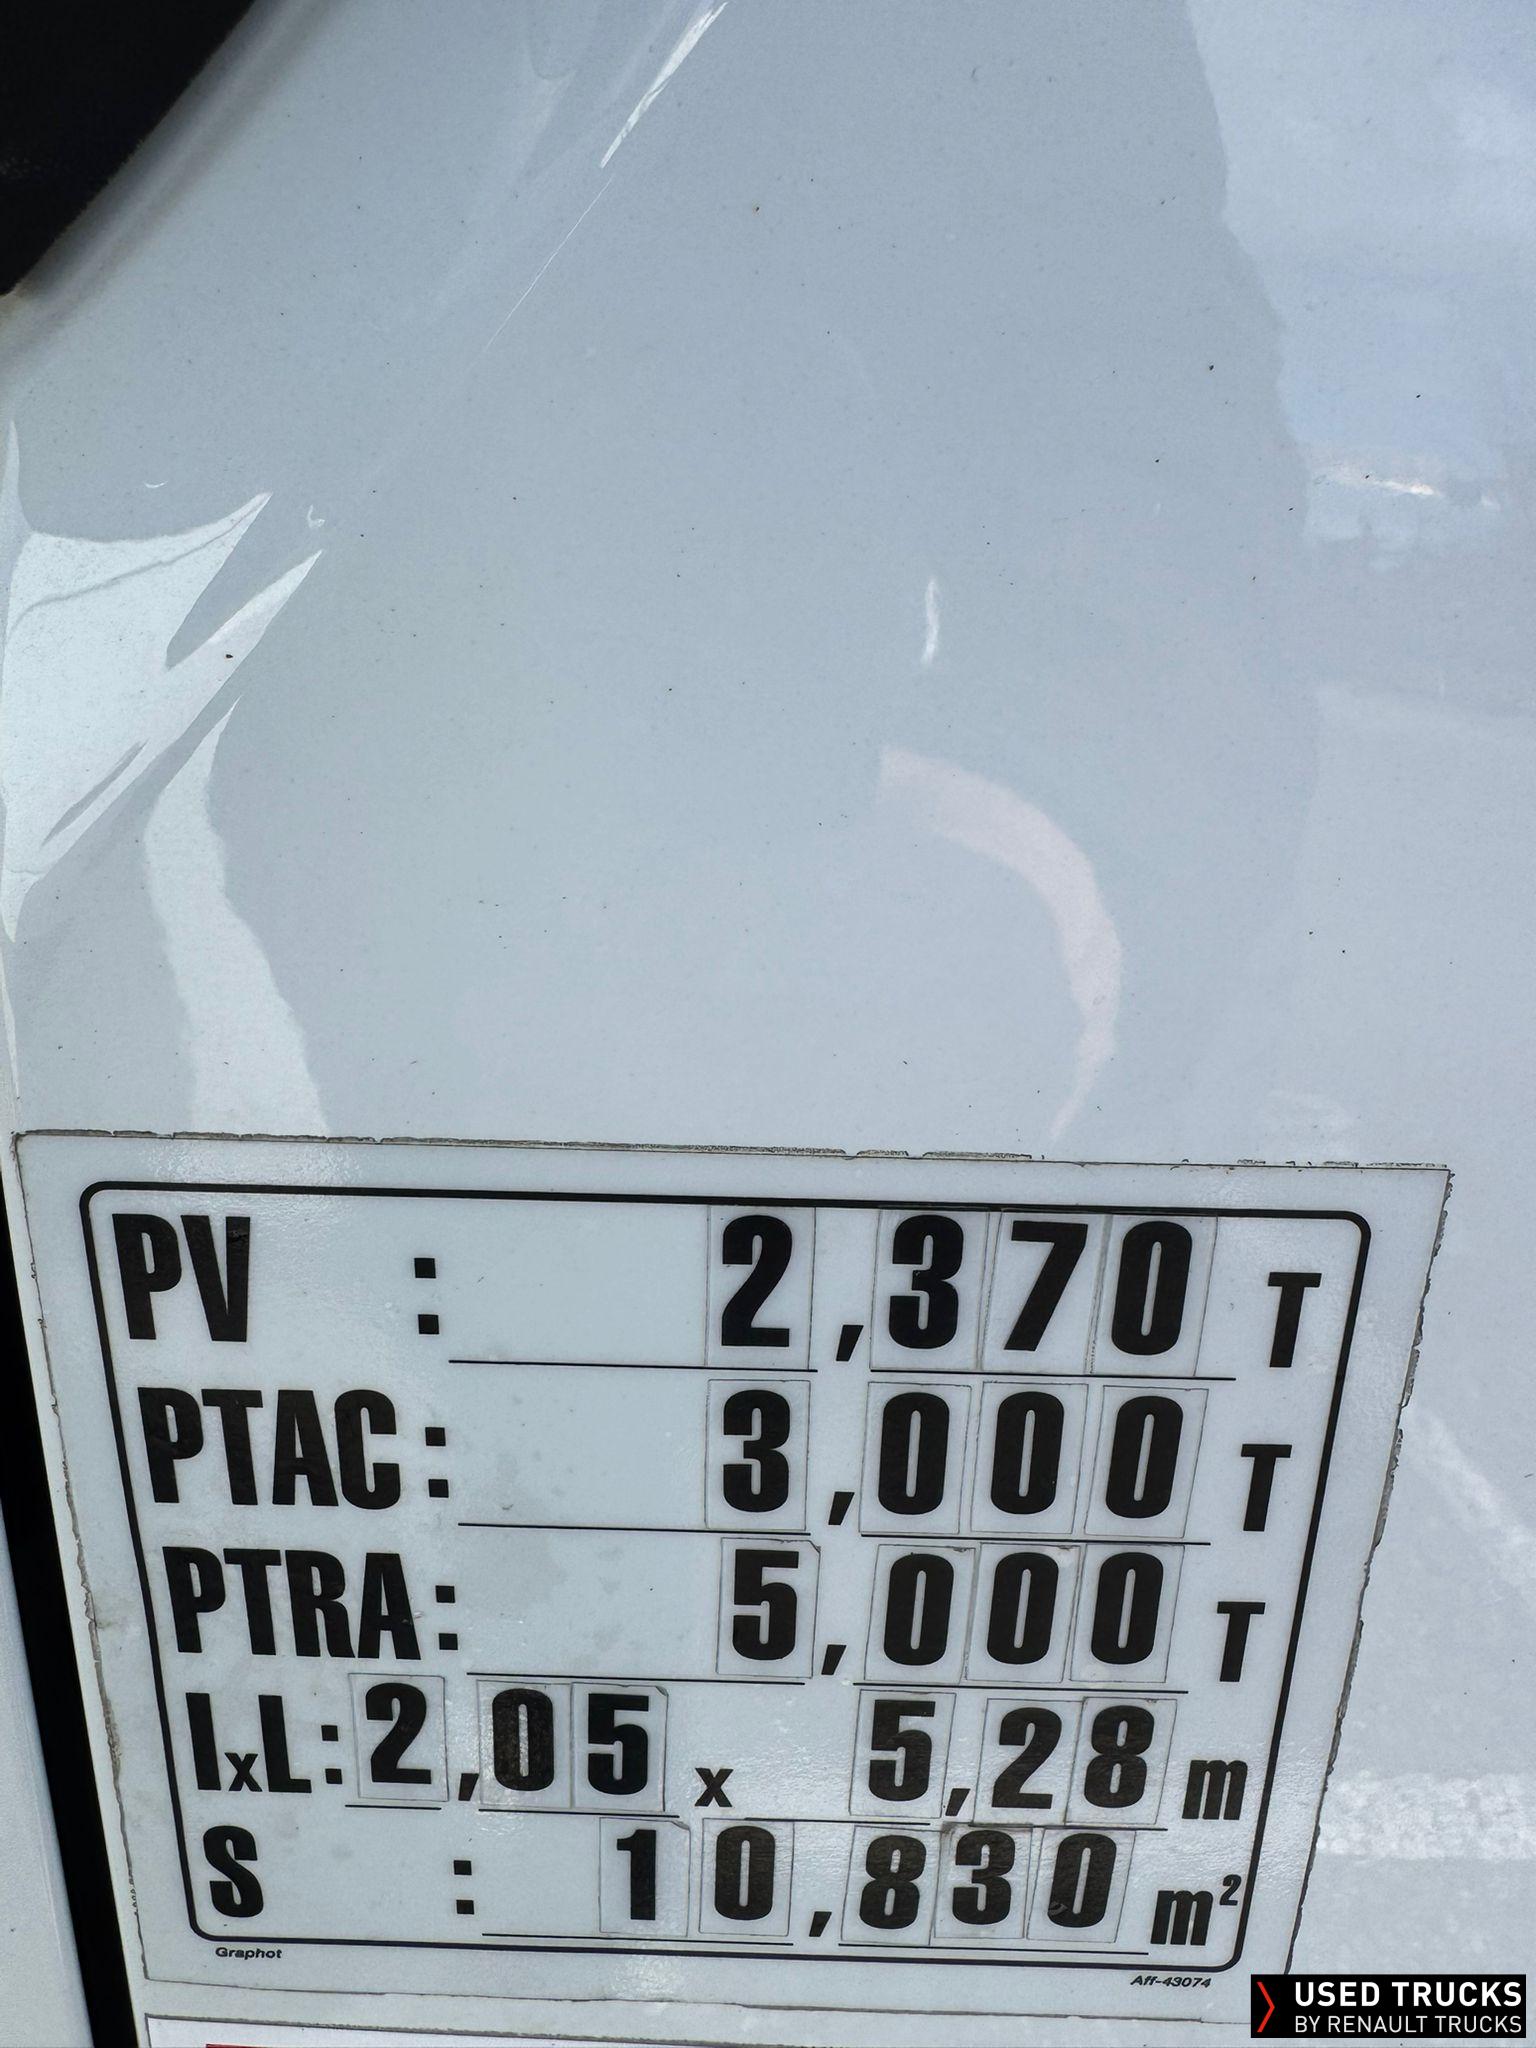 PV : 2,370 T
PTAC : 3,000 T
PTRA : 5,000 T
lxL : 2,05 x 5,28 m
S : 10,830 m²
Graphot
Aff-43074
USED TRUCKS
BY RENAULT TRUCKS